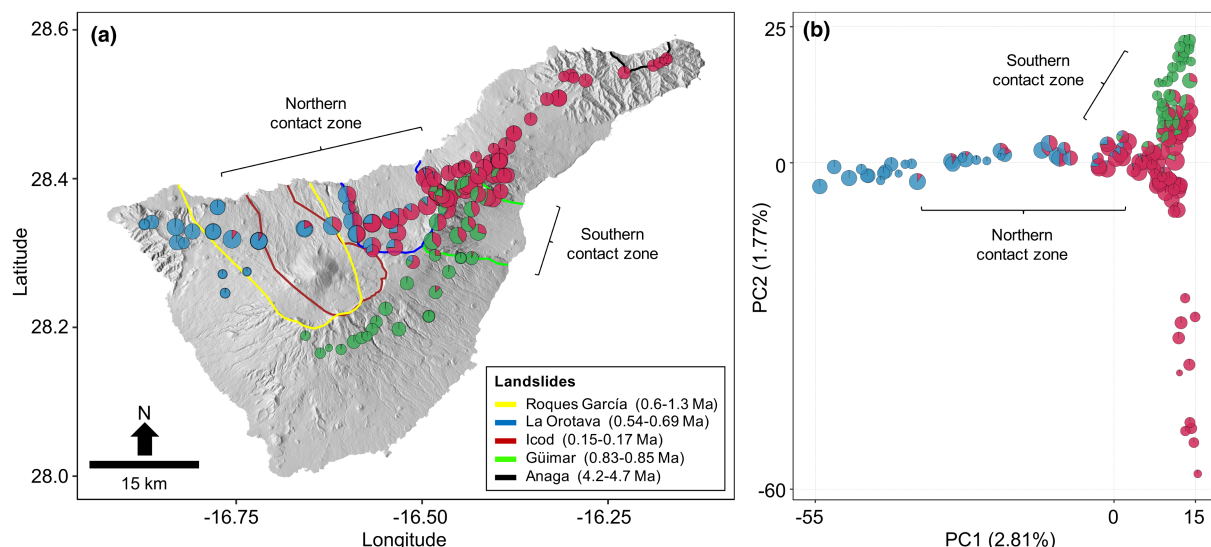 (a)
28.6
28.4
28.2
28.0
Latitude
Northern
contact zone
Southern
contact zone
N
15 km
Landslides
Roques García (0.6-1.3 Ma)
La Orotava (0.54-0.69 Ma)
Icod (0.15-0.17 Ma)
Güimar (0.83-0.85 Ma)
Anaga (4.2-4.7 Ma)
-16.75
-16.50
-16.25
Longitude
(b)
25
0
-60
PC2 (1.77%)
Southern
contact zone
Northern
contact zone
-55
0
15
PC1 (2.81%)